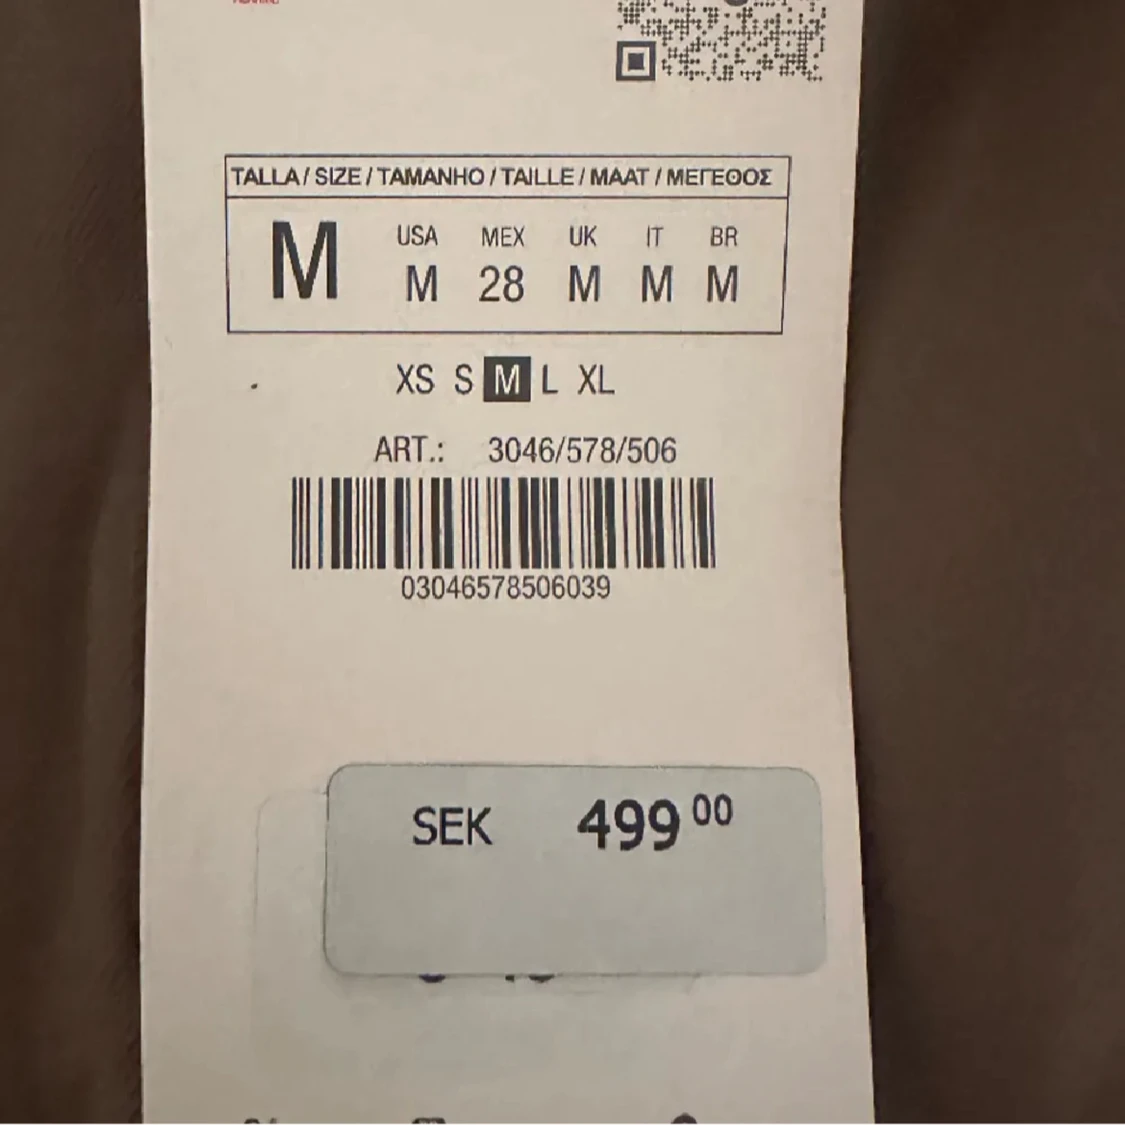 TALLA / SIZE / TAMANHO / TAILLE / MAAT / ΜΕΓΕΘΟΣ
USA MEX UK IT BR
M M 28 M M M
XS S M L XL
ART.: 3046/578/506
03046578506039
SEK 499 00